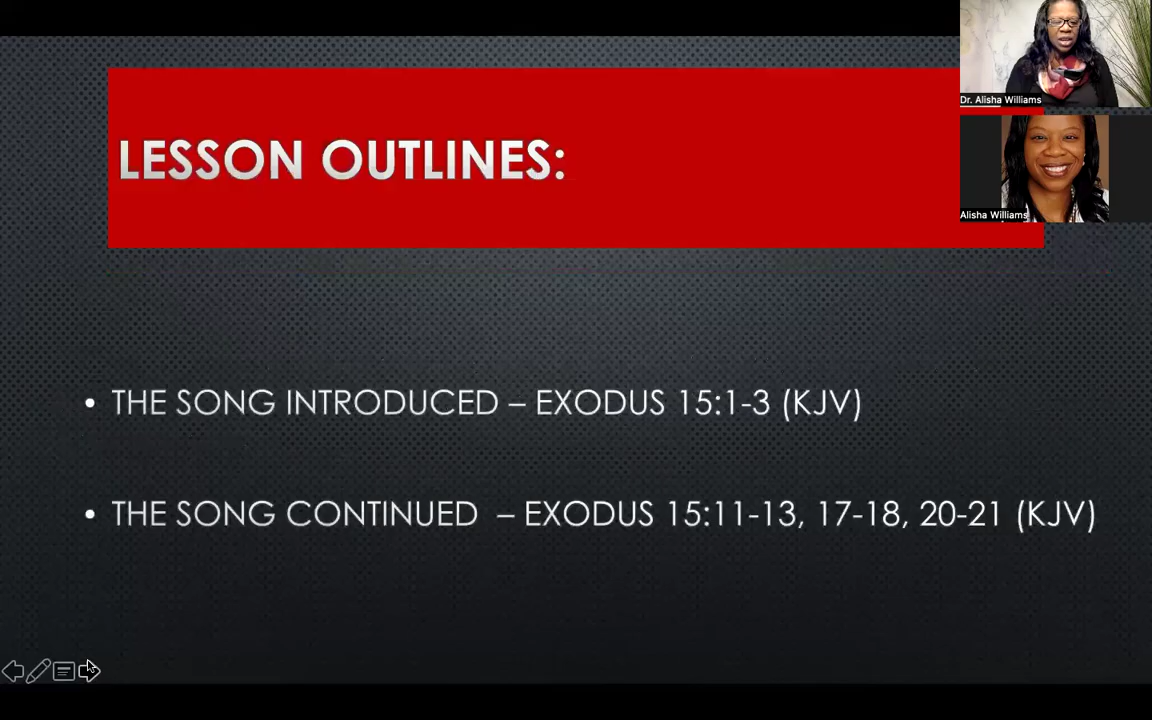 LESSON OUTLINES:
• THE SONG INTRODUCED – EXODUS 15:1-3 (KJV)
• THE SONG CONTINUED – EXODUS 15:11-13, 17-18, 20-21 (KJV)
Dr. Alisha Williams
Alisha Williams